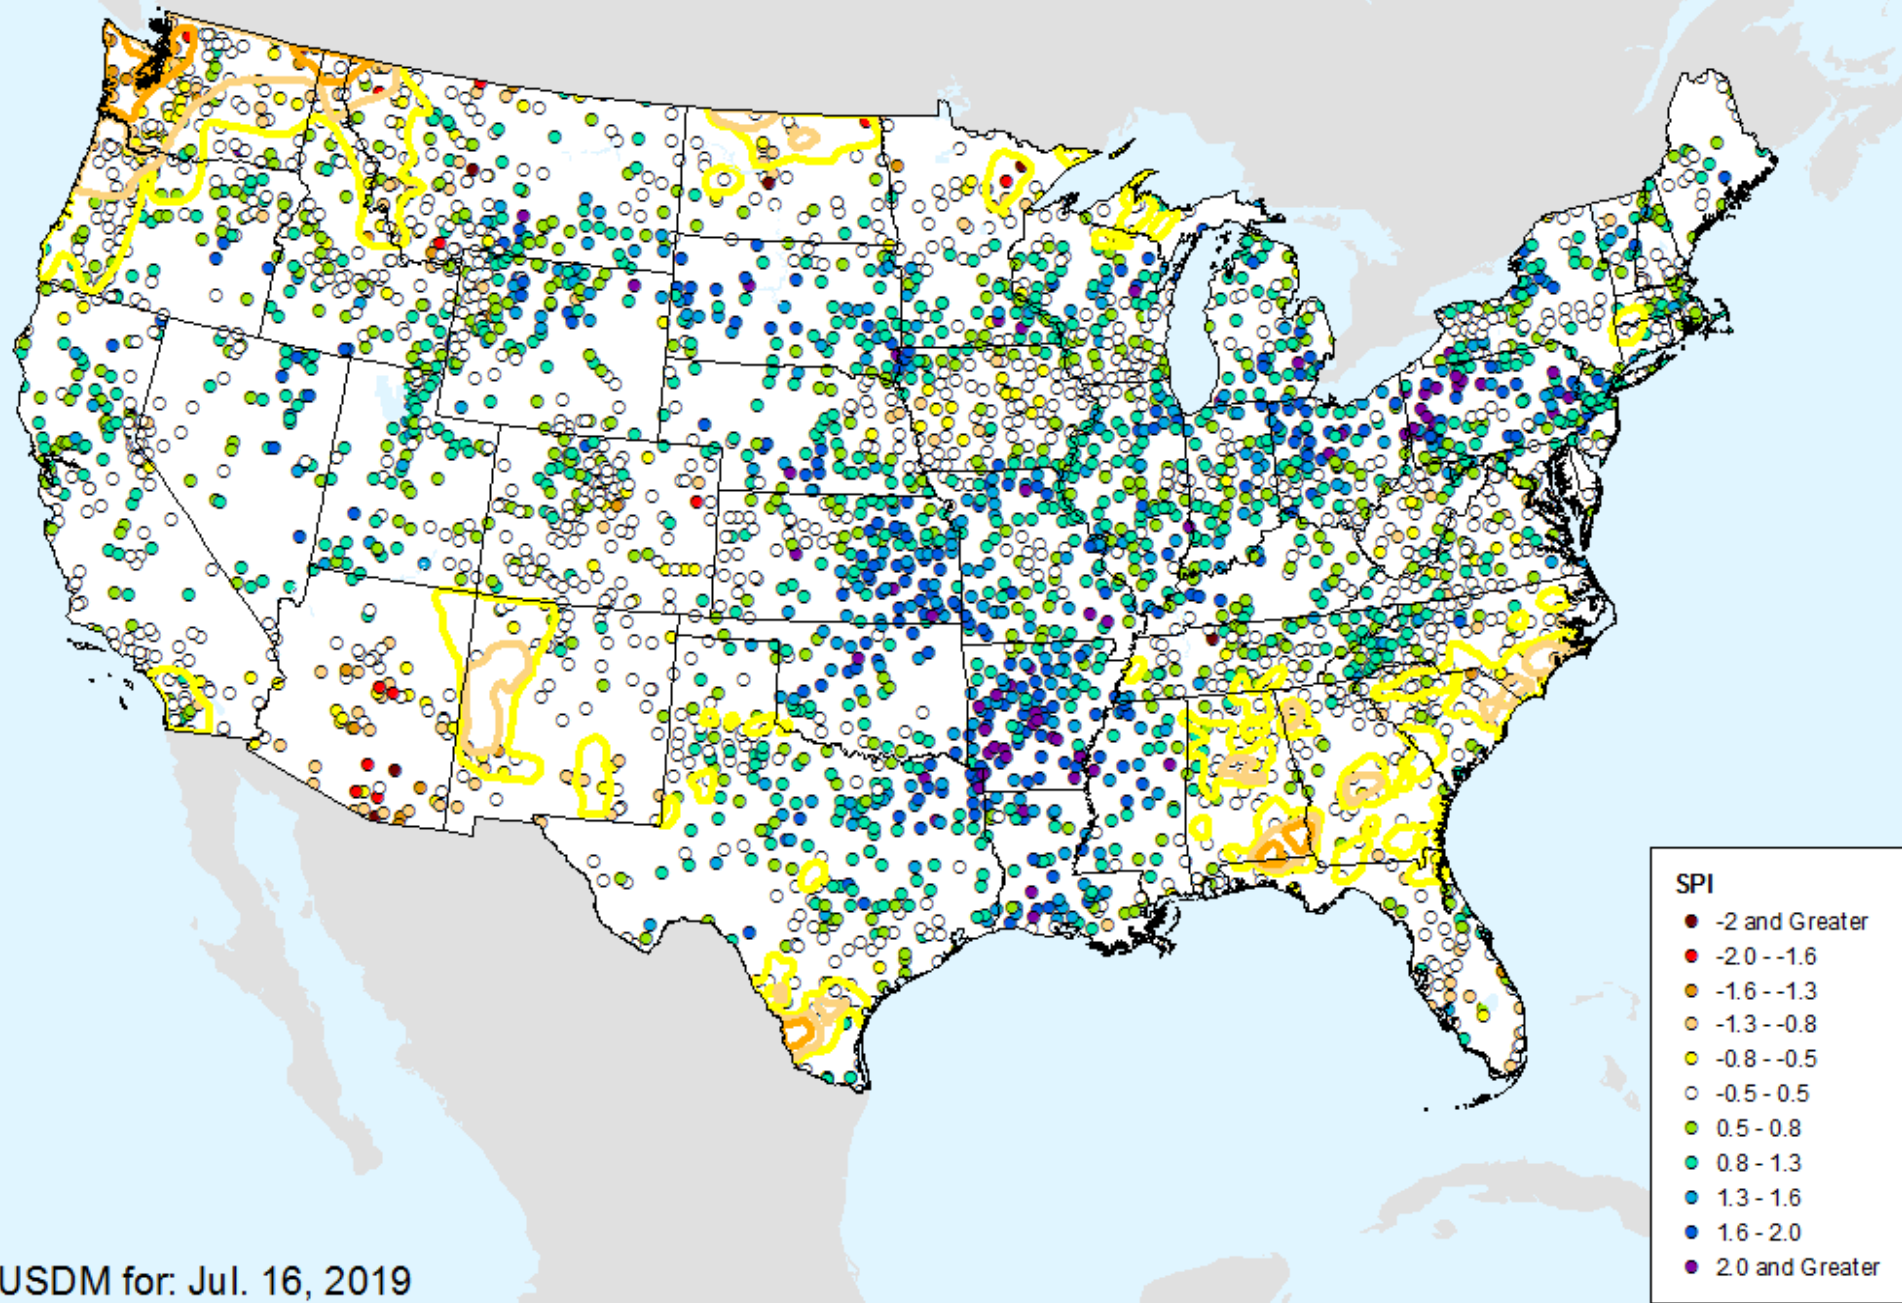 SPI
-2 and Greater
-2.0 - -1.6
-1.6 - -1.3
-1.3 - -0.8
-0.8 - -0.5
-0.5 - 0.5
0.5 - 0.8
0.8 - 1.3
1.3 - 1.6
1.6 - 2.0
2.0 and Greater
USDM for: Jul. 16, 2019